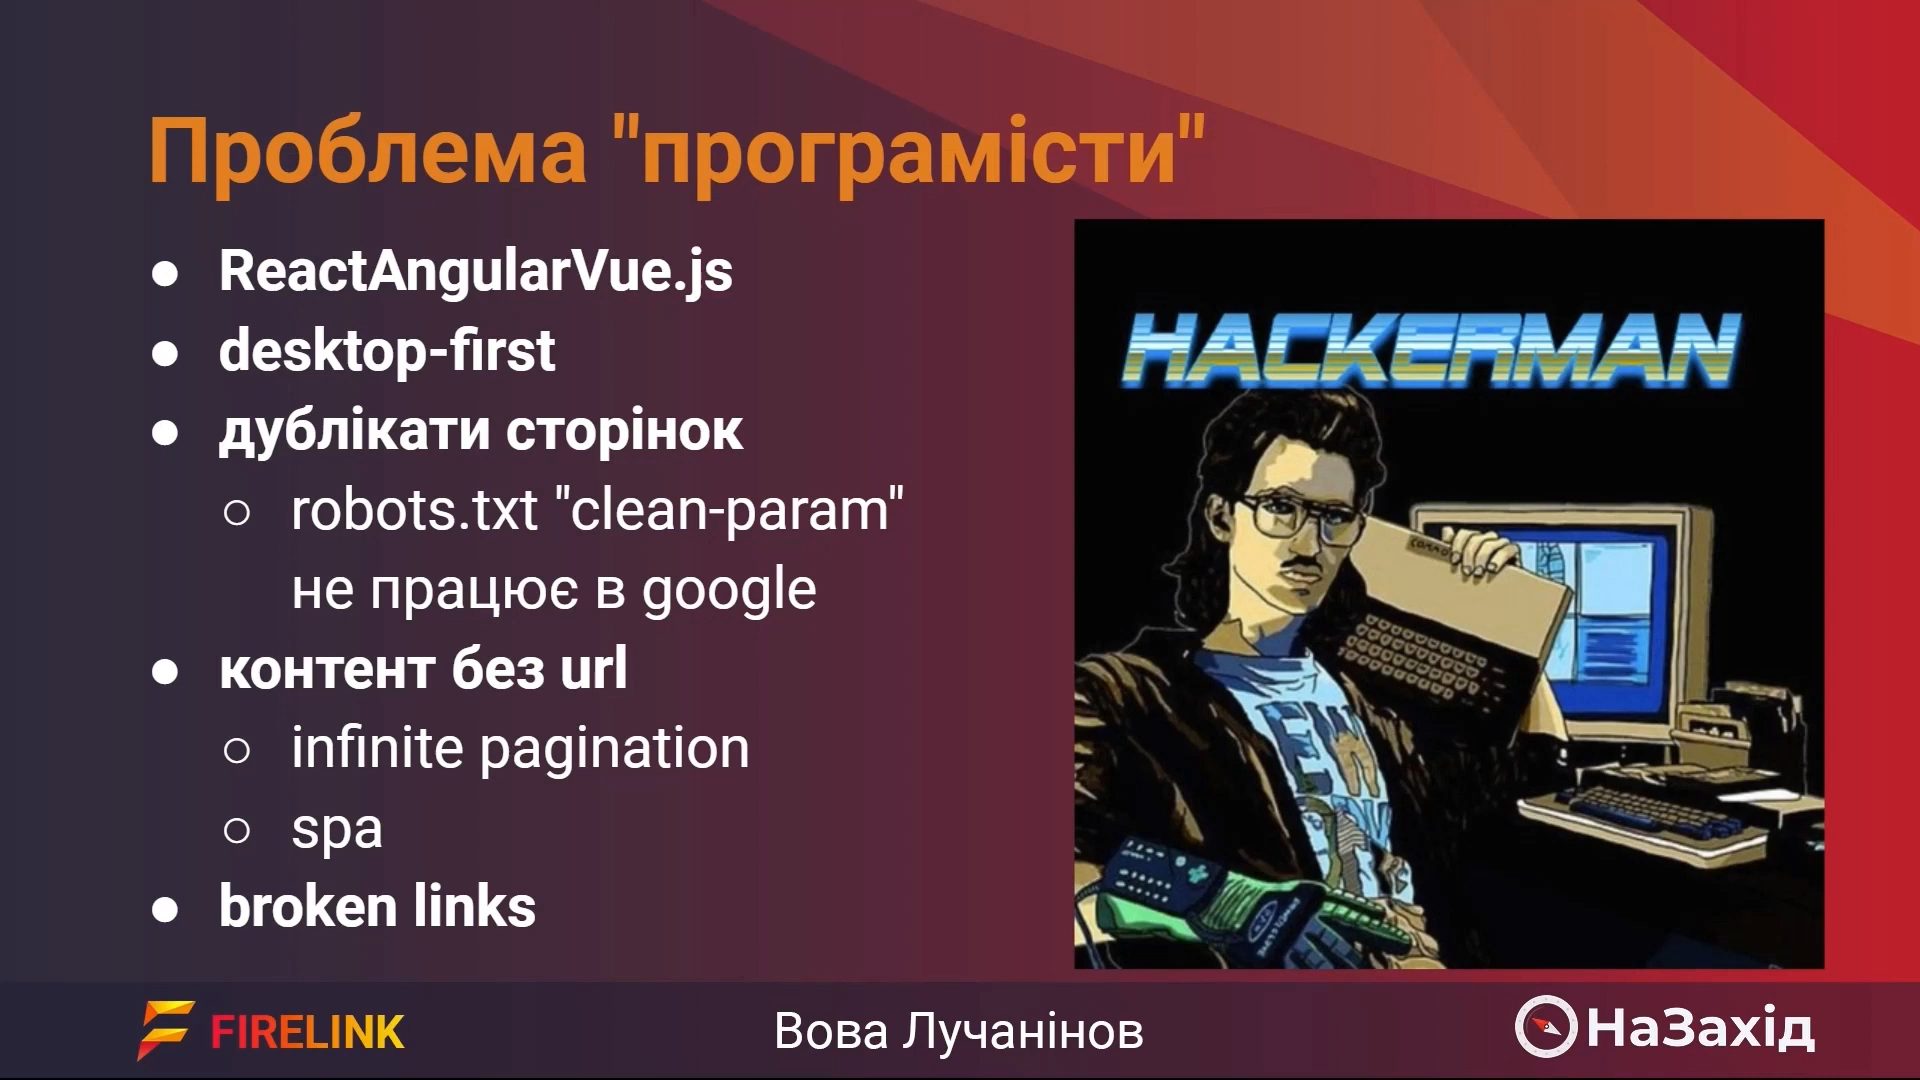 Проблема "програмісти"
● ReactAngularVue.js
● desktop-first
● дублікати сторінок
○ robots.txt "clean-param"
не працює в google
● контент без url
○ infinite pagination
○ spa
● broken links
HACKERMAN
FIRELINK
Вова Лучанінов
НаЗахід